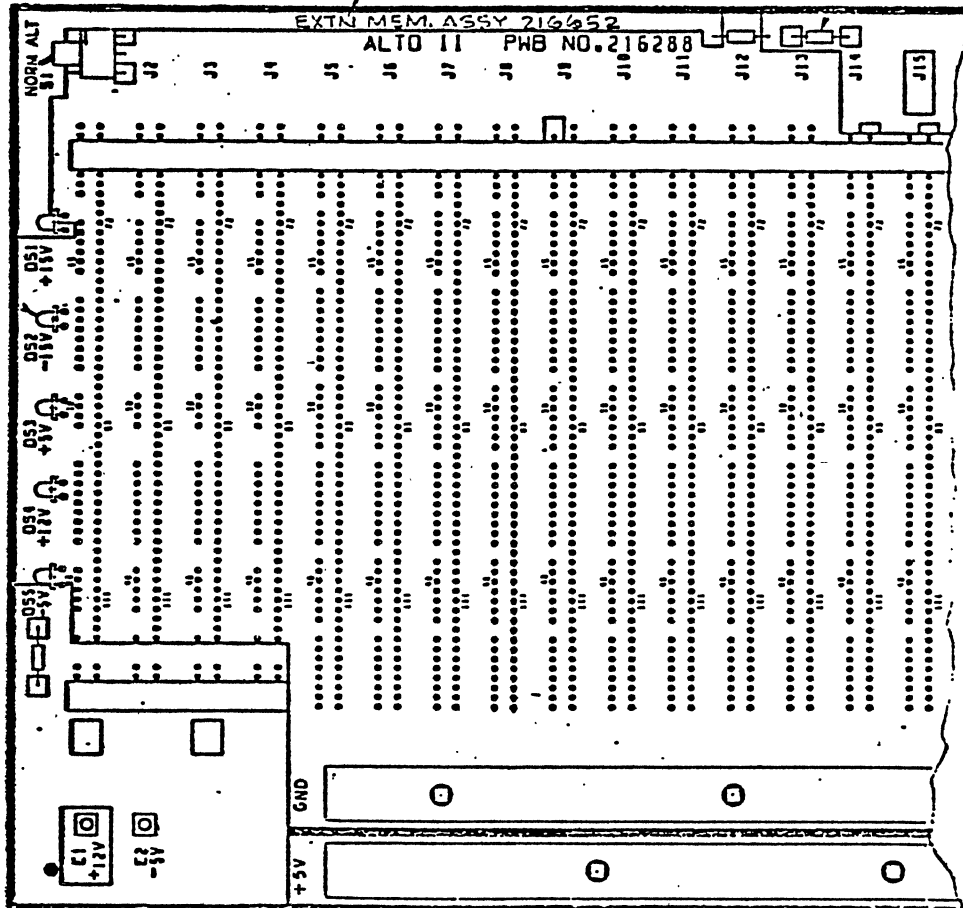 EXTN MEM. ASSY 216652
ALTO II PWB NO.216288
NORM ALT
S1
J2
J3
J4
J5
J6
J7
J8
J9
J10
J11
J12
J13
J14
J15
DS1
+15V
DS2
-15V
DS3
+5V
DS4
+12V
DS5
-5V
E1
+12V
E2
-5V
GND
+5V